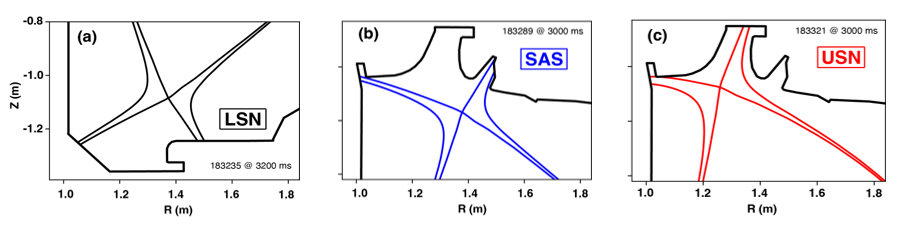 -0.8
(a)
-1.0
Z (m)
-1.2
LSN
183235 @ 3200 ms
1.0 1.2 1.4 1.6 1.8
R (m)
(b)
183289 @ 3000 ms
SAS
1.0 1.2 1.4 1.6 1.8
R (m)
(c)
183321 @ 3000 ms
USN
1.0 1.2 1.4 1.6 1.8
R (m)